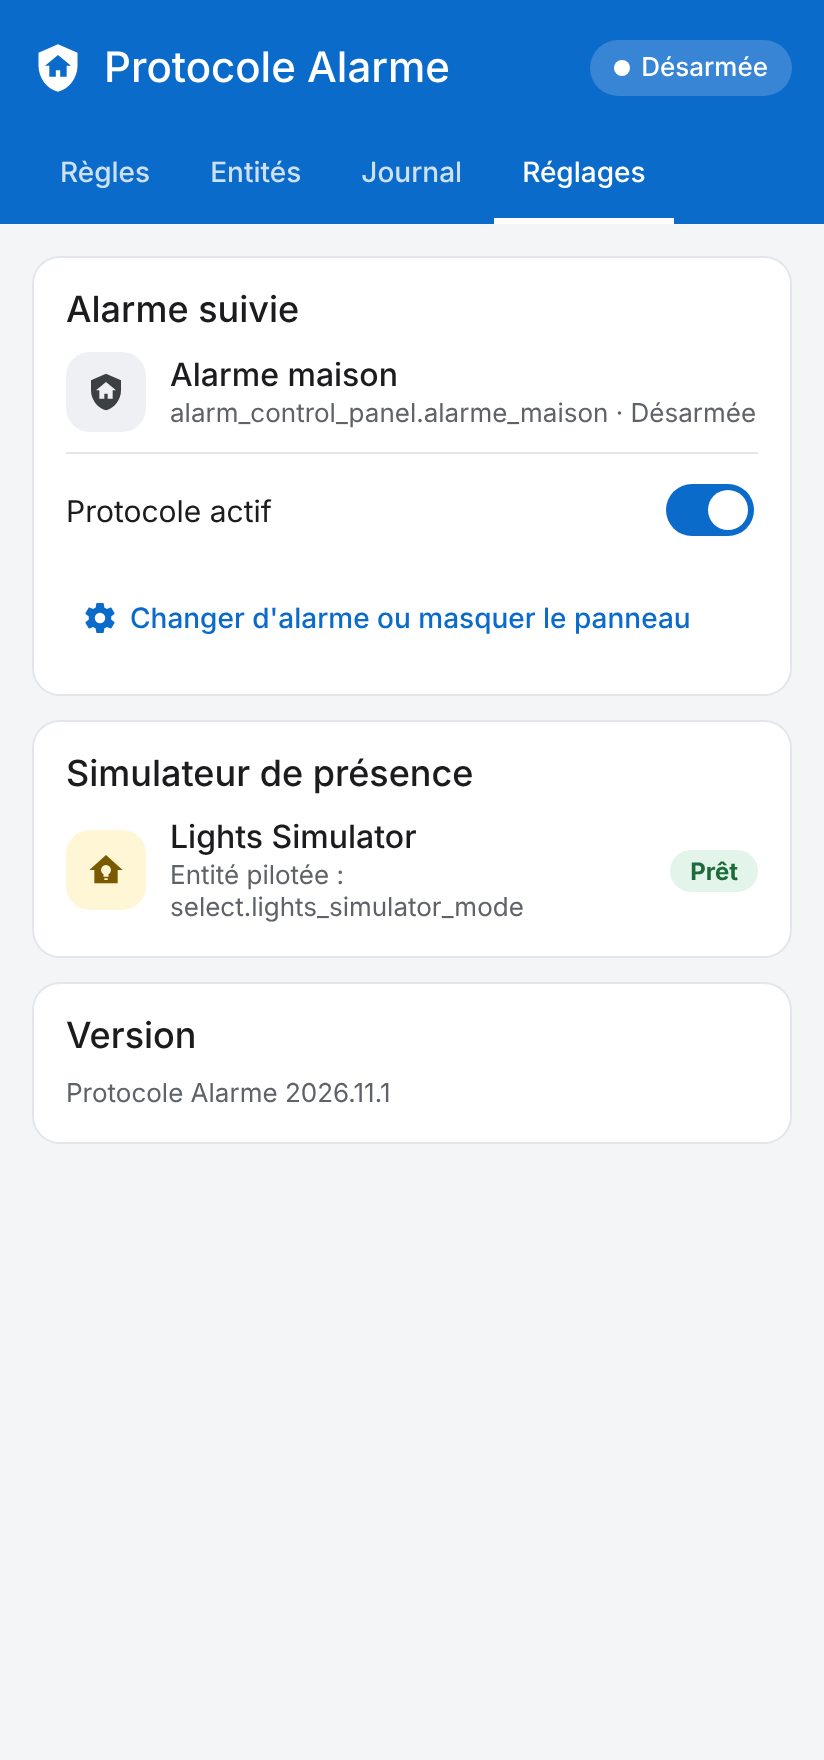 Protocole Alarme
Désarmée
Règles
Entités
Journal
Réglages
Alarme suivie
Alarme maison
alarm_control_panel.alarme_maison · Désarmée
Protocole actif
Changer d'alarme ou masquer le panneau
Simulateur de présence
Lights Simulator
Entité pilotée :
select.lights_simulator_mode
Prêt
Version
Protocole Alarme 2026.11.1